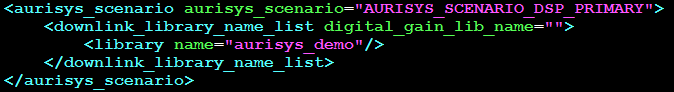 <aurisys_scenario aurisys_scenario="AURISYS_SCENARIO_DSP_PRIMARY">
    <downlink_library_name_list digital_gain_lib_name="">
        <library name="aurisys_demo"/>
    </downlink_library_name_list>
</aurisys_scenario>